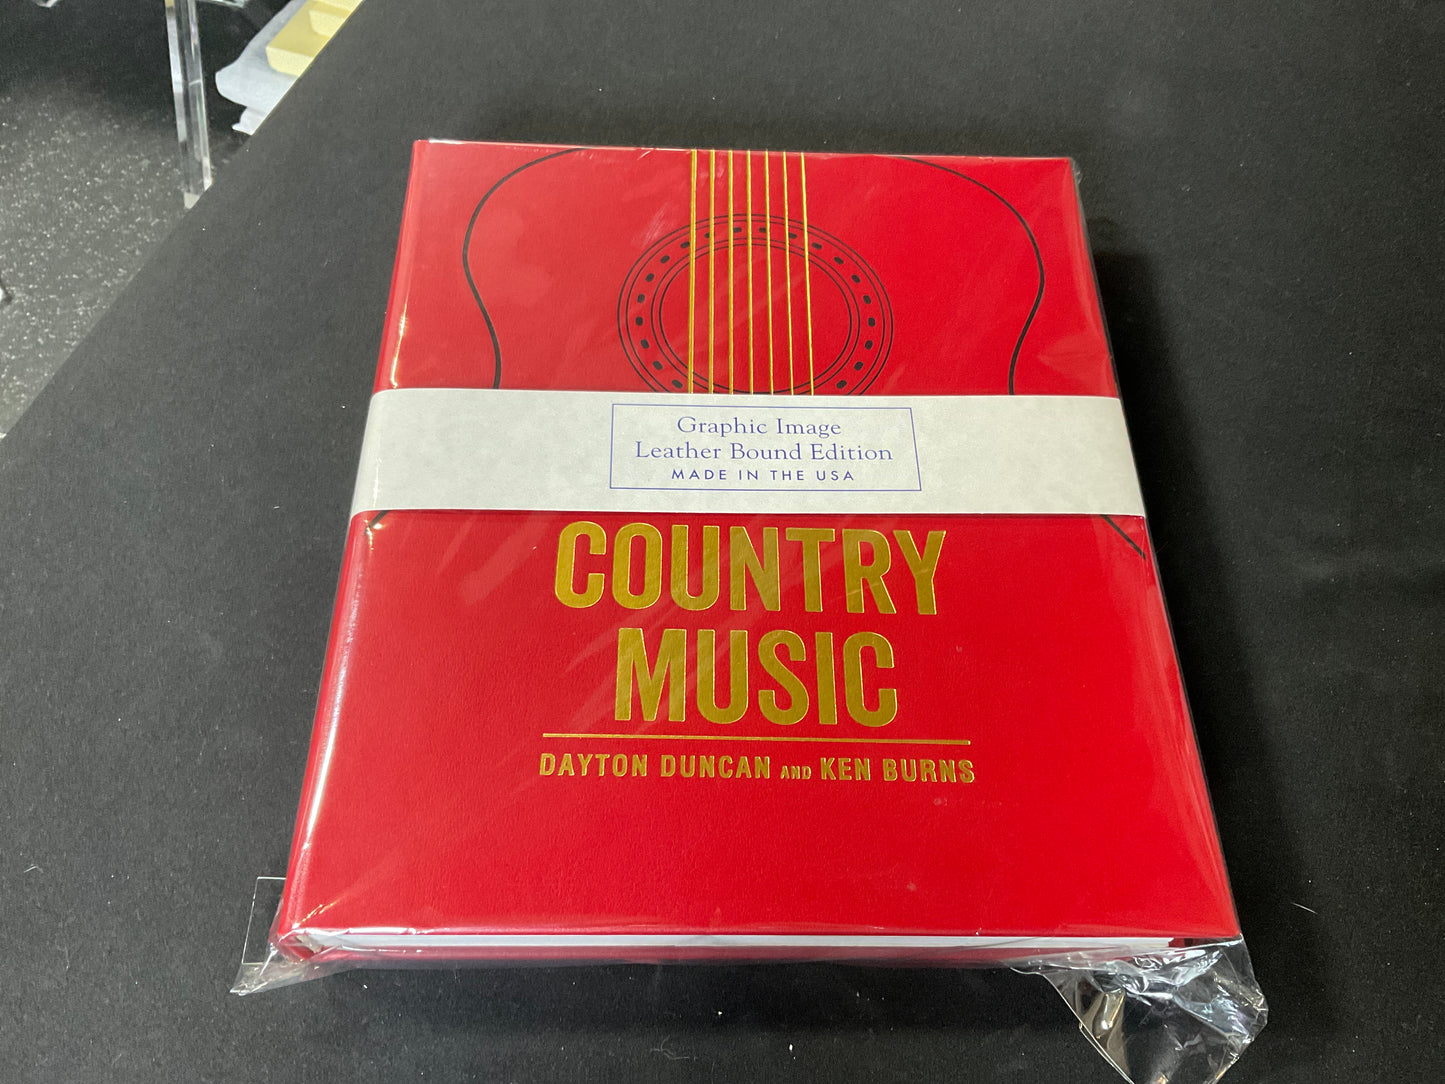 Graphic Image
Leather Bound Edition
MADE IN THE USA
COUNTRY
MUSIC
DAYTON DUNCAN AND KEN BURNS